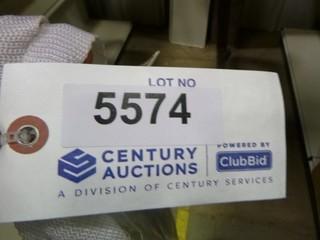 LOT NO
5574
CENTURY AUCTIONS
POWERED BY
ClubBid
A DIVISION OF CENTURY SERVICES